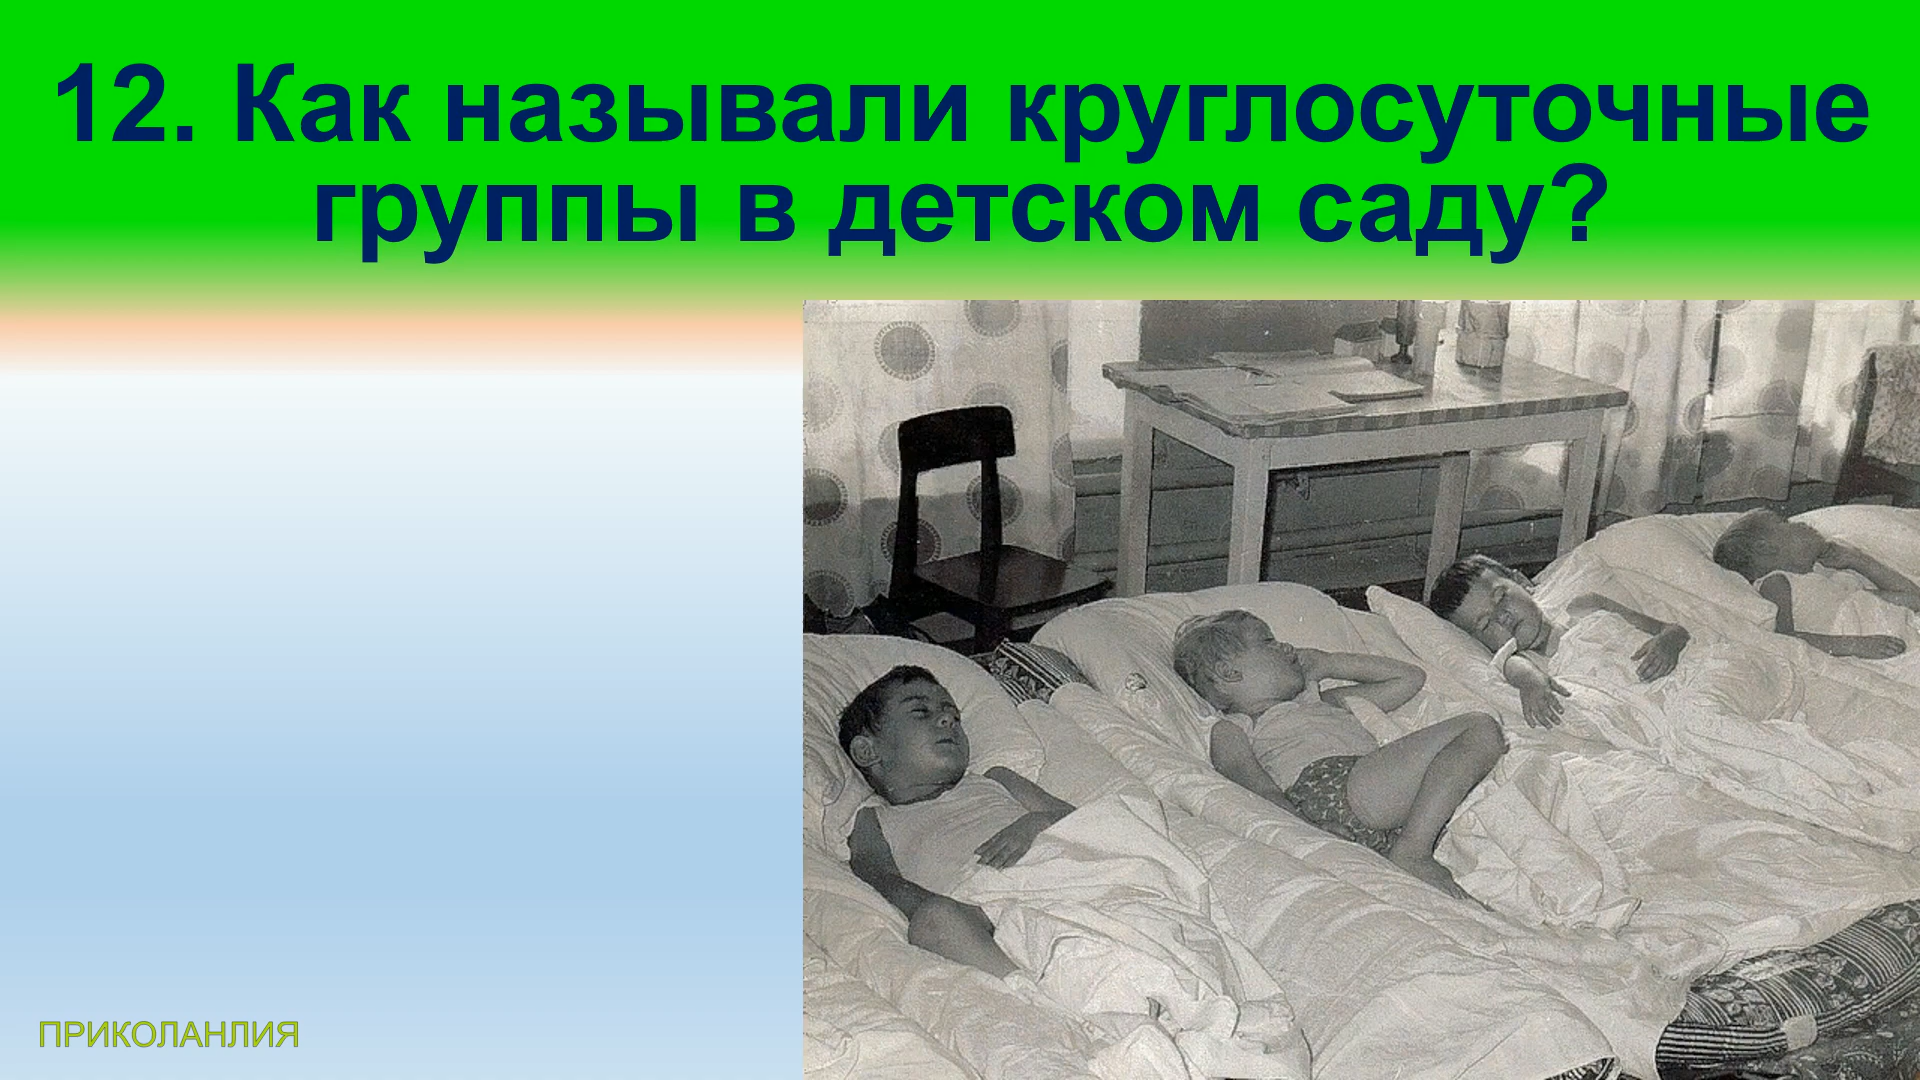 12. Как называли круглосуточные
группы в детском саду?
ПРИКОЛАНЛИЯ